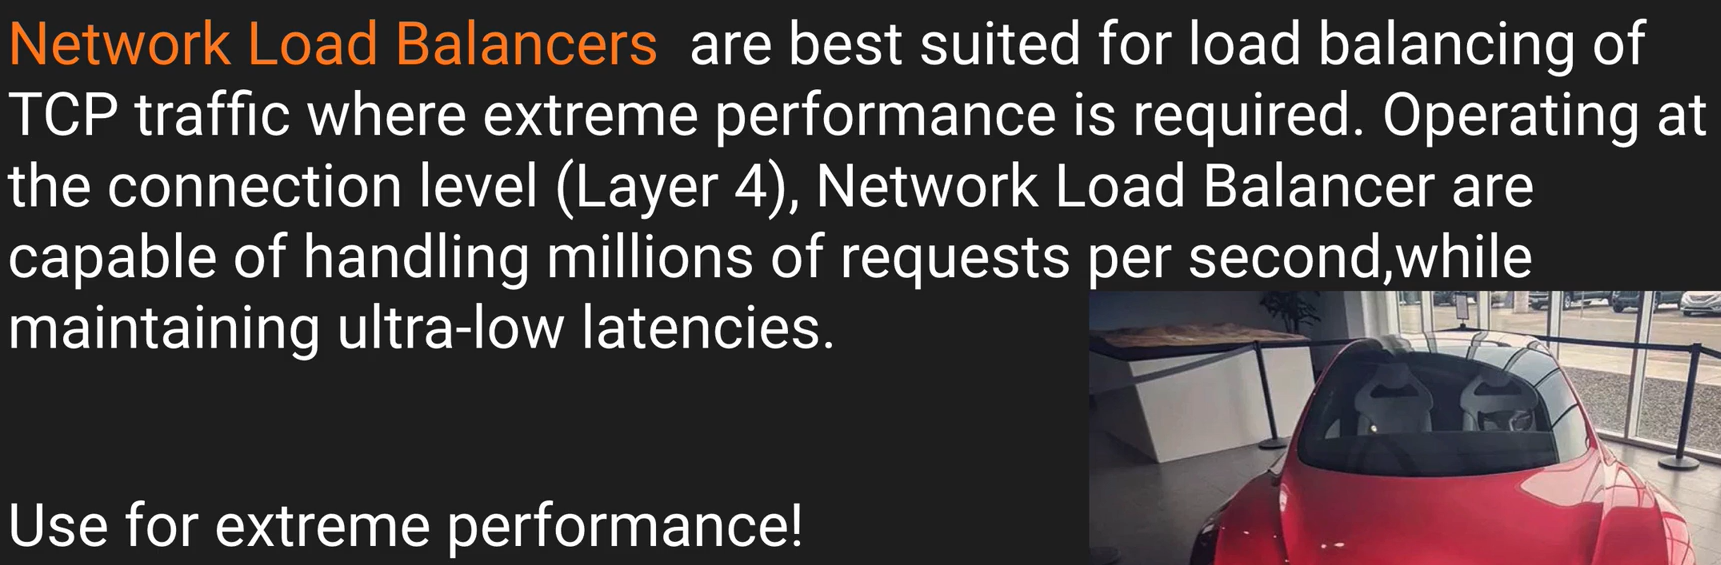 Network Load Balancers are best suited for load balancing of
TCP traffic where extreme performance is required. Operating at
the connection level (Layer 4), Network Load Balancer are
capable of handling millions of requests per second,while
maintaining ultra-low latencies.
Use for extreme performance!